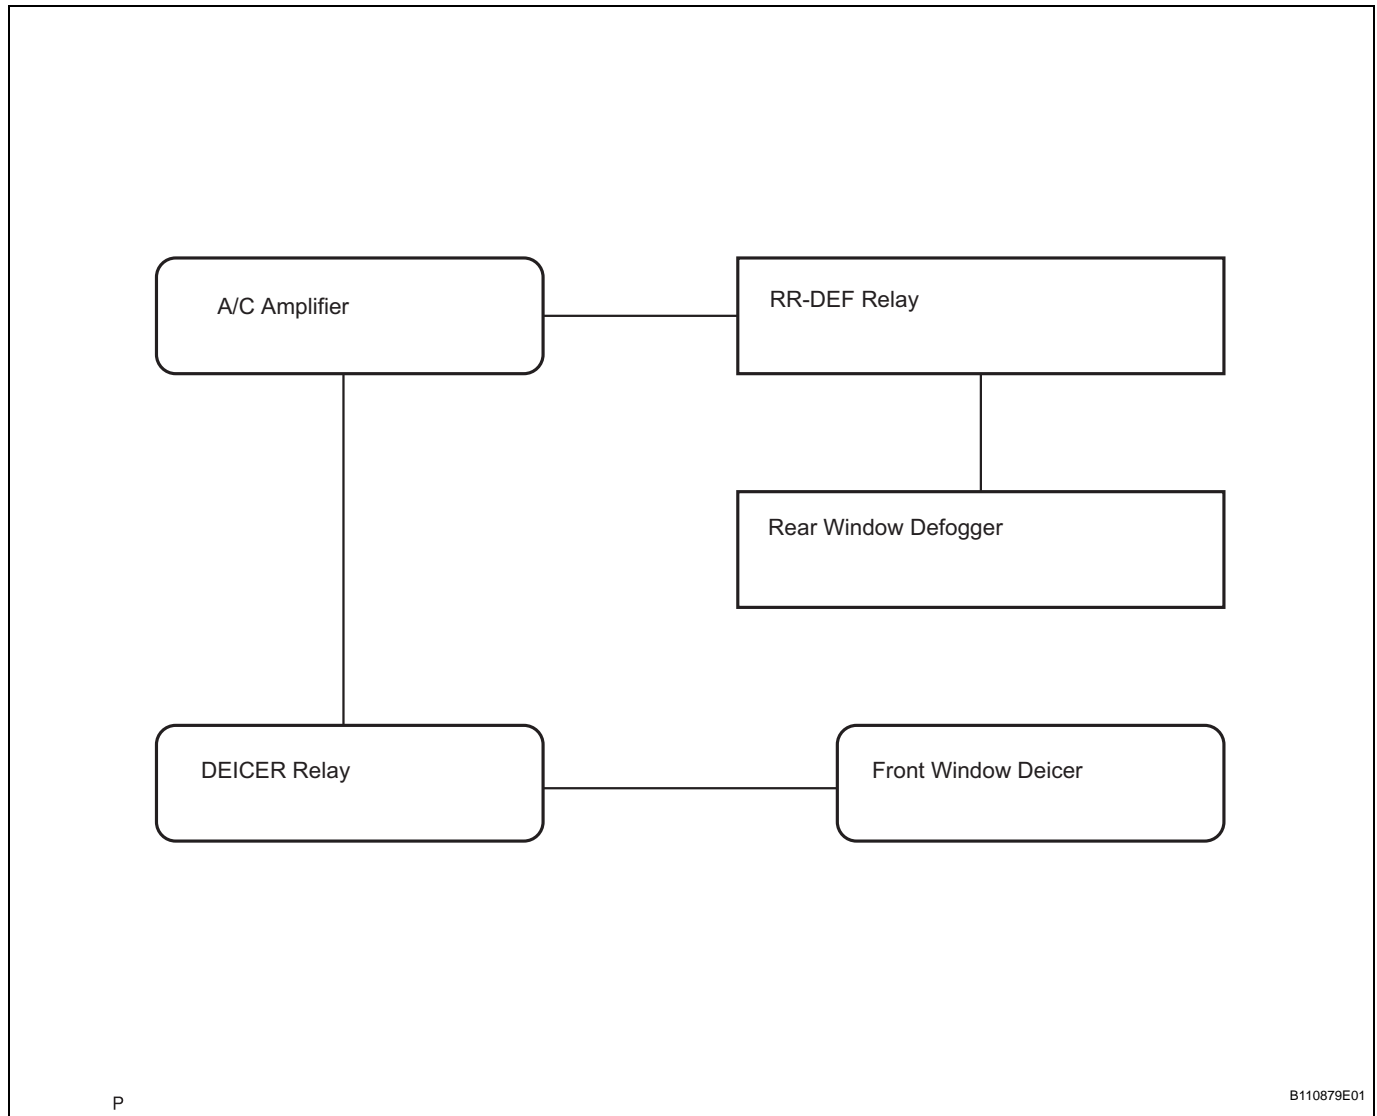 A/C Amplifier
RR-DEF Relay
Rear Window Defogger
DEICER Relay
Front Window Deicer
P
B110879E01